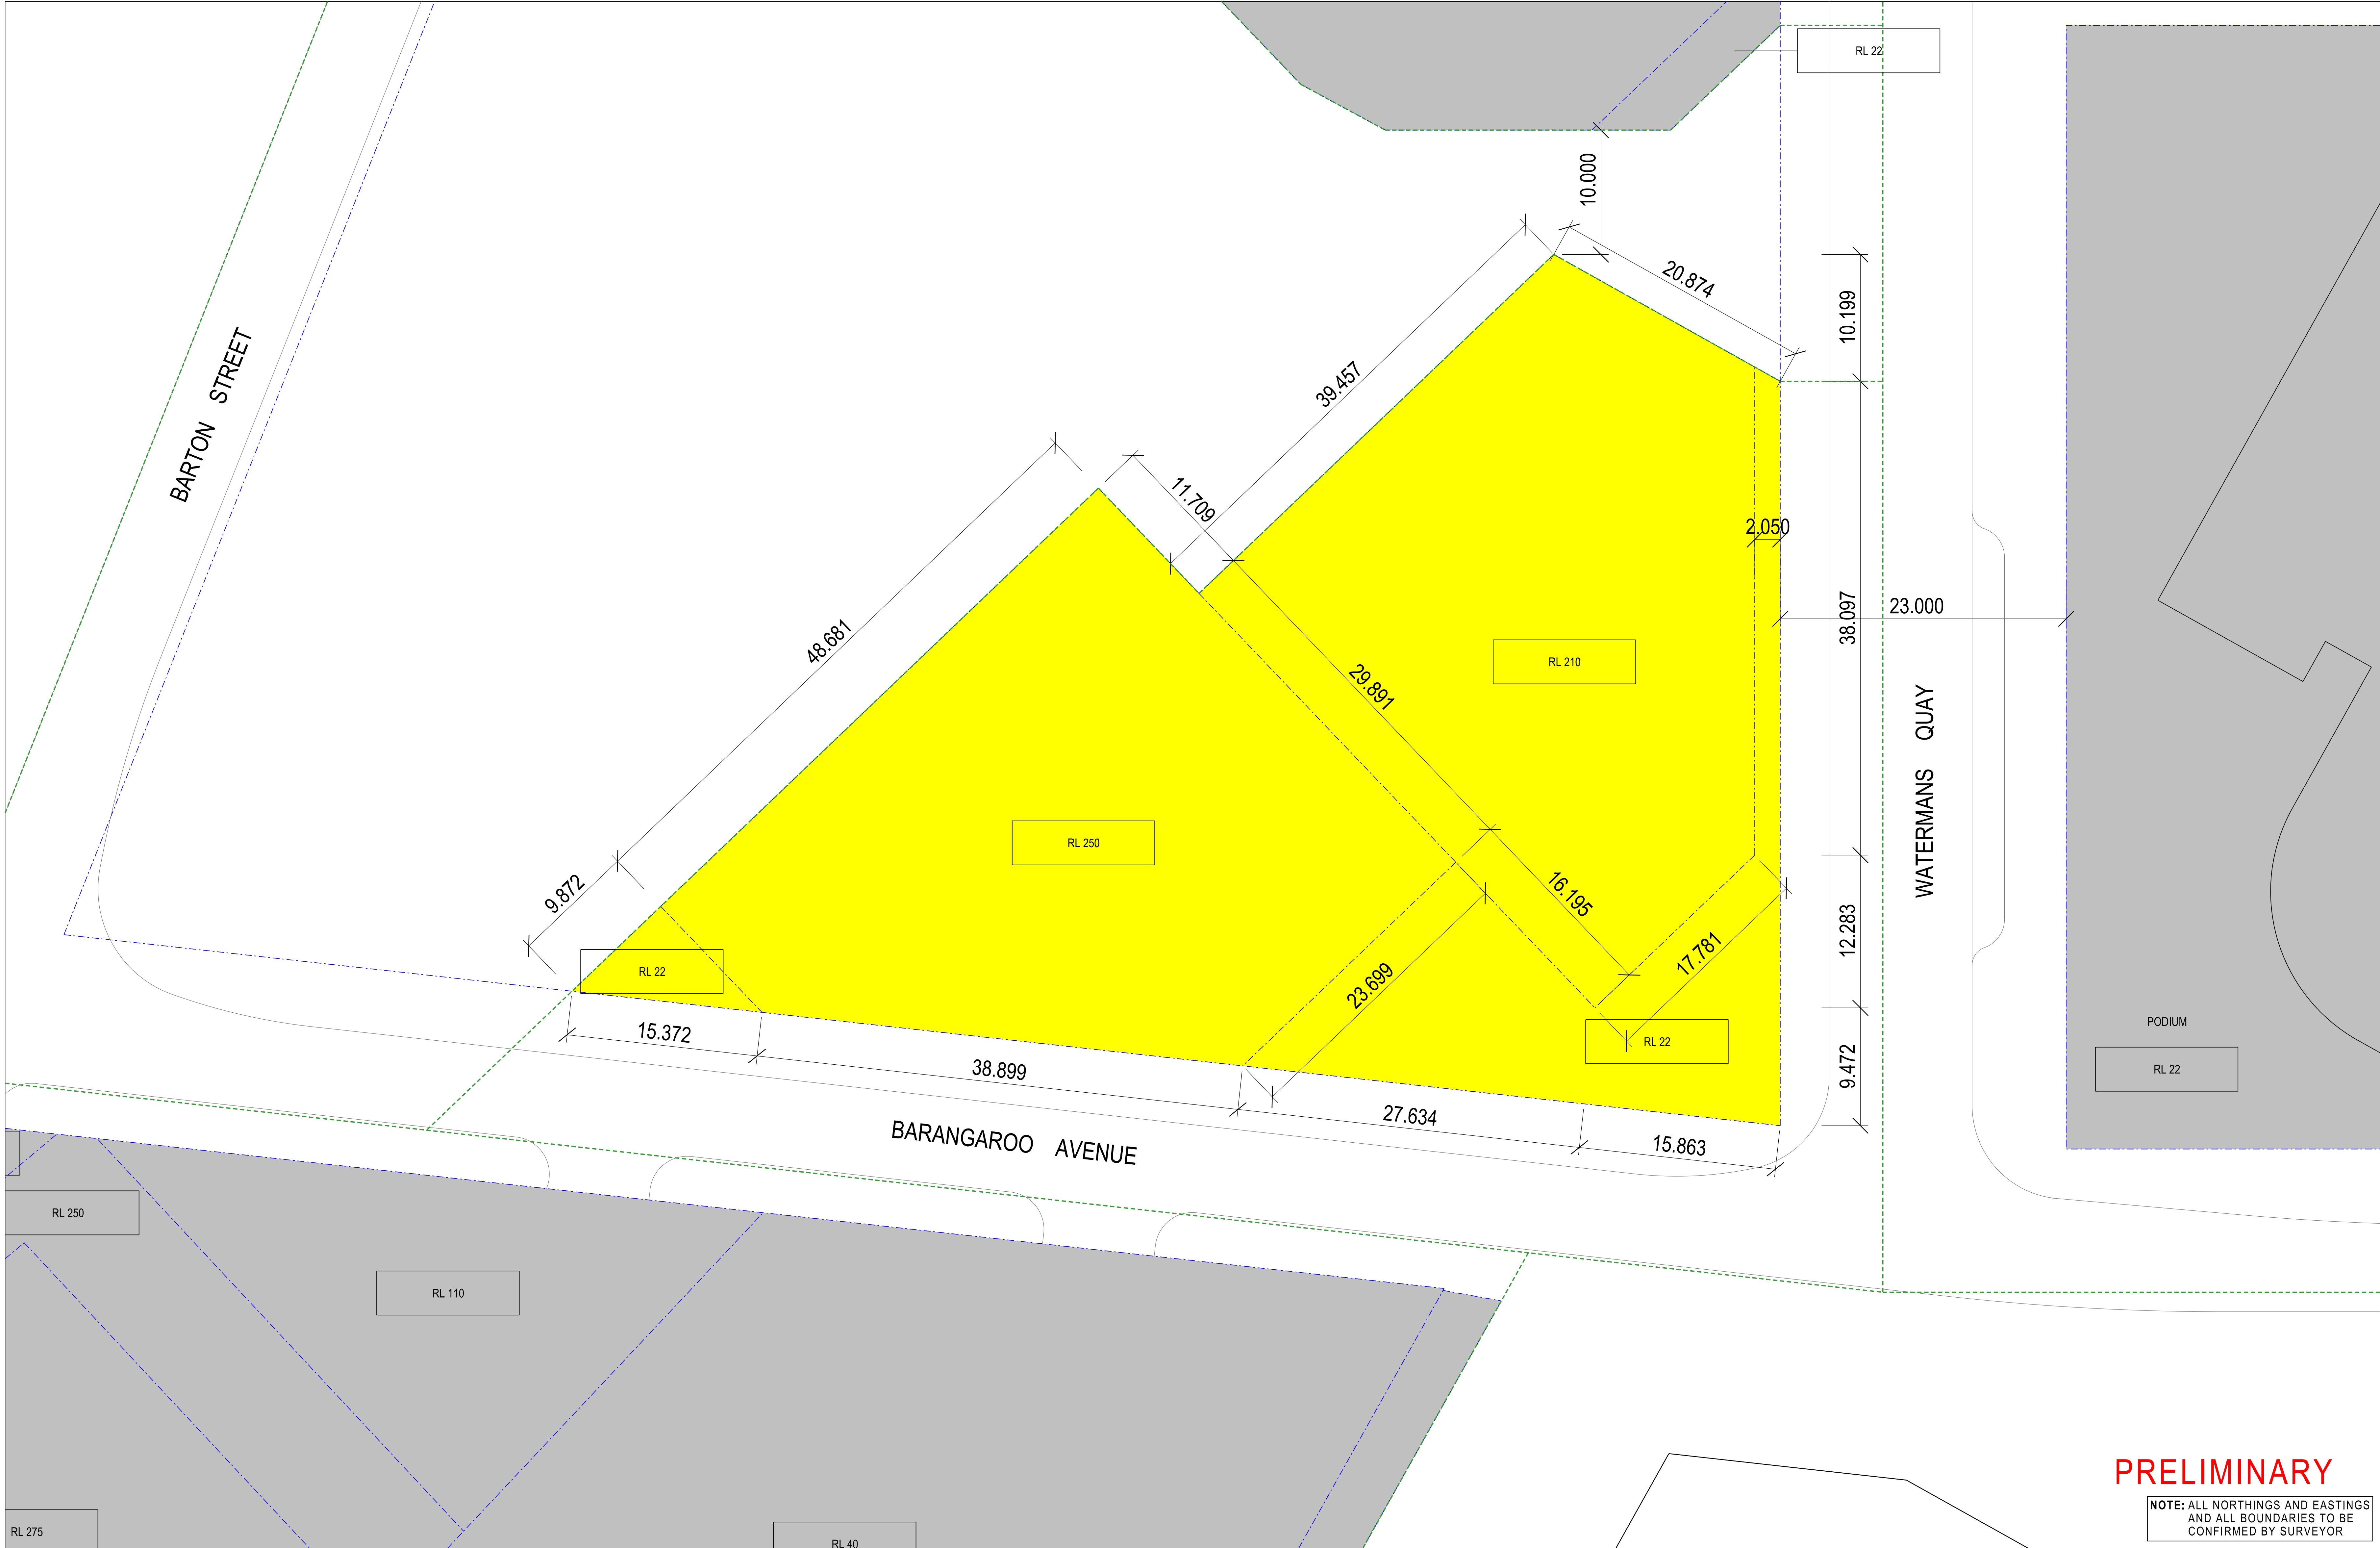 RL 22
10.000
20.874
10.199
39.457
BARTON STREET
11.709
2.050
48.681
38.097
23.000
RL 210
29.891
WATERMANS QUAY
RL 250
9.872
16.195
17.781
12.283
RL 22
23.699
15.372
RL 22
PODIUM
RL 22
38.899
9.472
27.634
BARANGAROO AVENUE
15.863
RL 250
RL 110
PRELIMINARY
NOTE: ALL NORTHINGS AND EASTINGS
AND ALL BOUNDARIES TO BE
CONFIRMED BY SURVEYOR
RL 275
RL 40